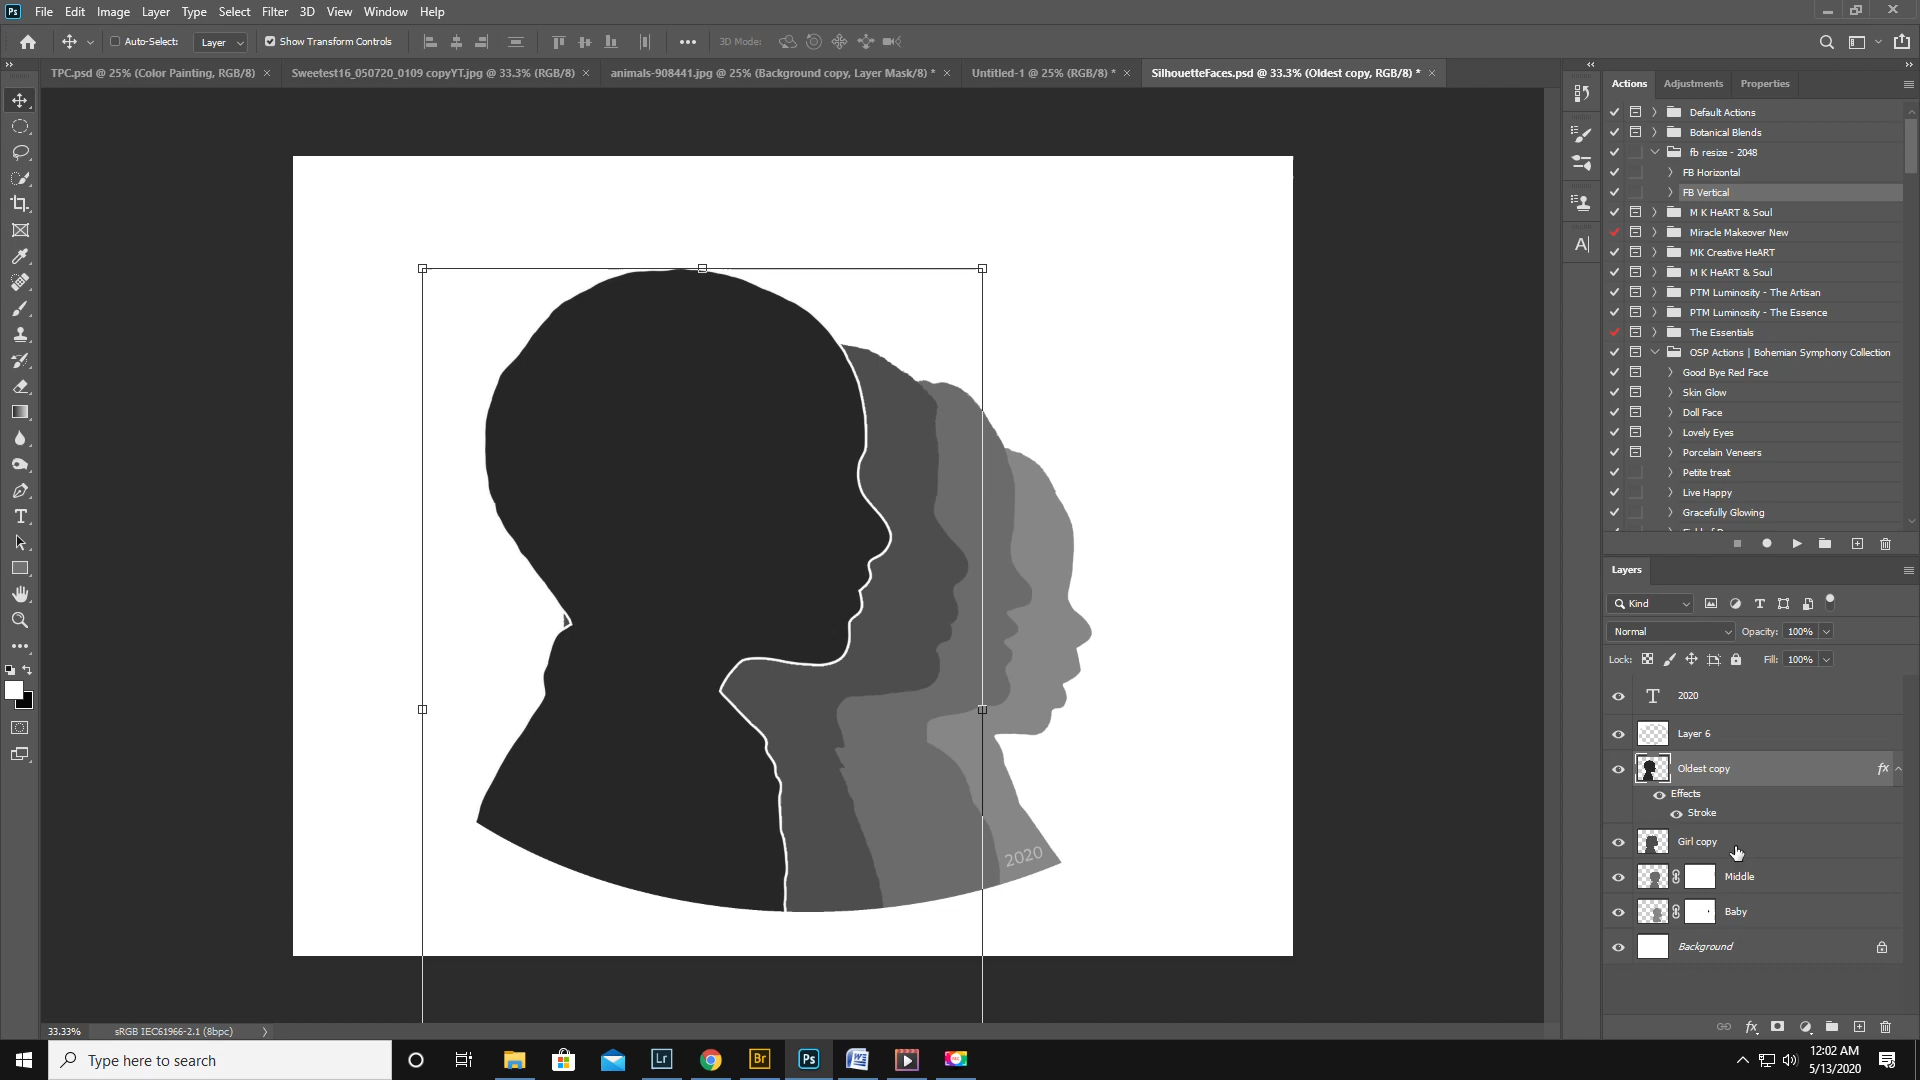 Ps File Edit Image Layer Type Select Filter 3D View Window Help
Auto-Select: Layer Show Transform Controls 3D Mode:
TPC.psd @ 25% (Color Painting, RGB/8) × Sweetest16_050720_0109 copyYT.jpg @ 33.3% (RGB/8) × animals-908441.jpg @ 25% (Background copy, Layer Mask/8) * × Untitled-1 @ 25% (RGB/8) * × SilhouetteFaces.psd @ 33.3% (Oldest copy, RGB/8) * ×
Actions Adjustments Properties
Default Actions
Botanical Blends
fb resize - 2048
FB Horizontal
FB Vertical
M K HeART & Soul
Miracle Makeover New
MK Creative HeART
M K HeART & Soul
PTM Luminosity - The Artisan
PTM Luminosity - The Essence
The Essentials
OSP Actions | Bohemian Symphony Collection
Good Bye Red Face
Skin Glow
Doll Face
Lovely Eyes
Porcelain Veneers
Petite treat
Live Happy
Gracefully Glowing
Layers
Kind
Normal Opacity: 100%
Lock: Fill: 100%
2020
Layer 6
Oldest copy fx
Effects
Stroke
Girl copy
Middle
Baby
Background
2020
33.33% sRGB IEC61966-2.1 (8bpc)
Type here to search
Lr Br Ps
12:02 AM
5/13/2020